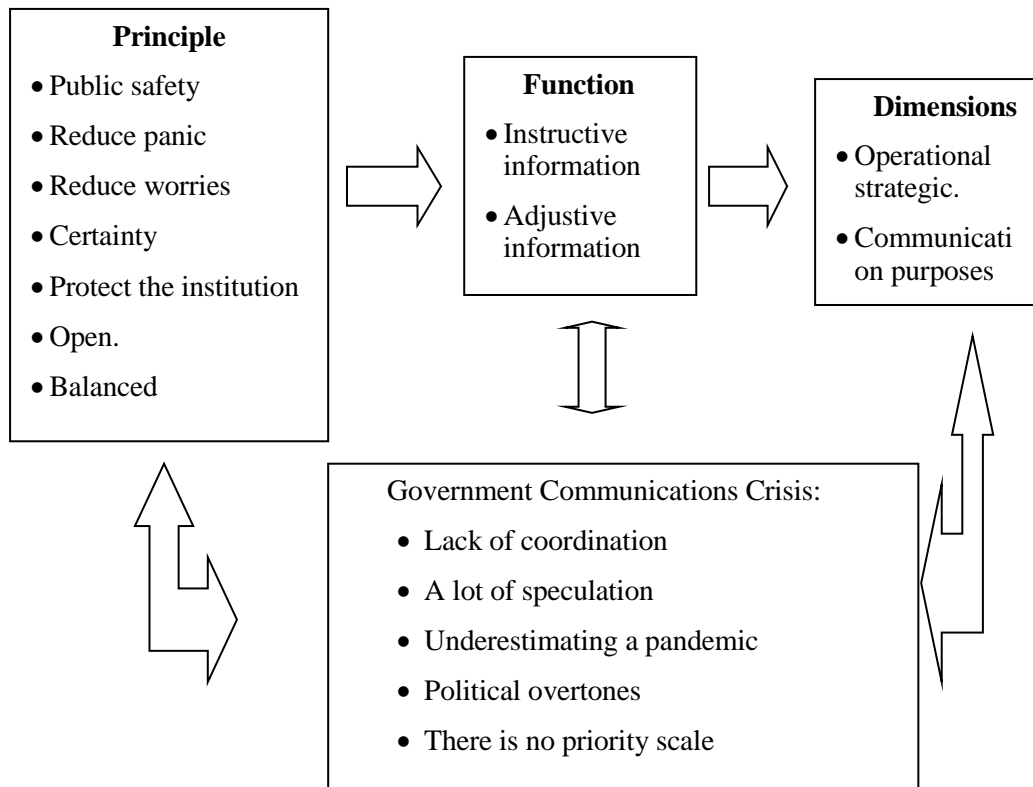 Principle
• Public safety
• Reduce panic
• Reduce worries
• Certainty
• Protect the institution
• Open.
• Balanced
Function
• Instructive
information
• Adjustive
information
Dimensions
• Operational
strategic.
• Communicati
on purposes
Government Communications Crisis:
• Lack of coordination
• A lot of speculation
• Underestimating a pandemic
• Political overtones
• There is no priority scale